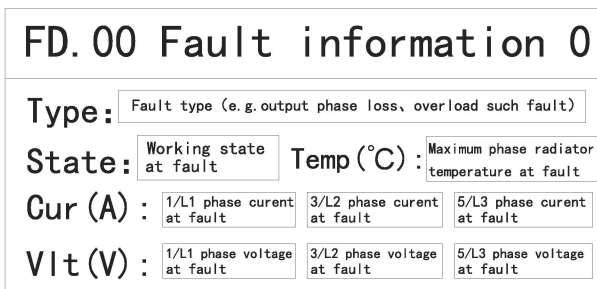 FD.00 Fault information 0
Type: Fault type (e.g.output phase loss、overload such fault)
State: Working state at fault Temp(℃): Maximum phase radiator temperature at fault
Cur(A): 1/L1 phase curent at fault 3/L2 phase curent at fault 5/L3 phase curent at fault
Vlt(V): 1/L1 phase voltage at fault 3/L2 phase voltage at fault 5/L3 phase voltage at fault